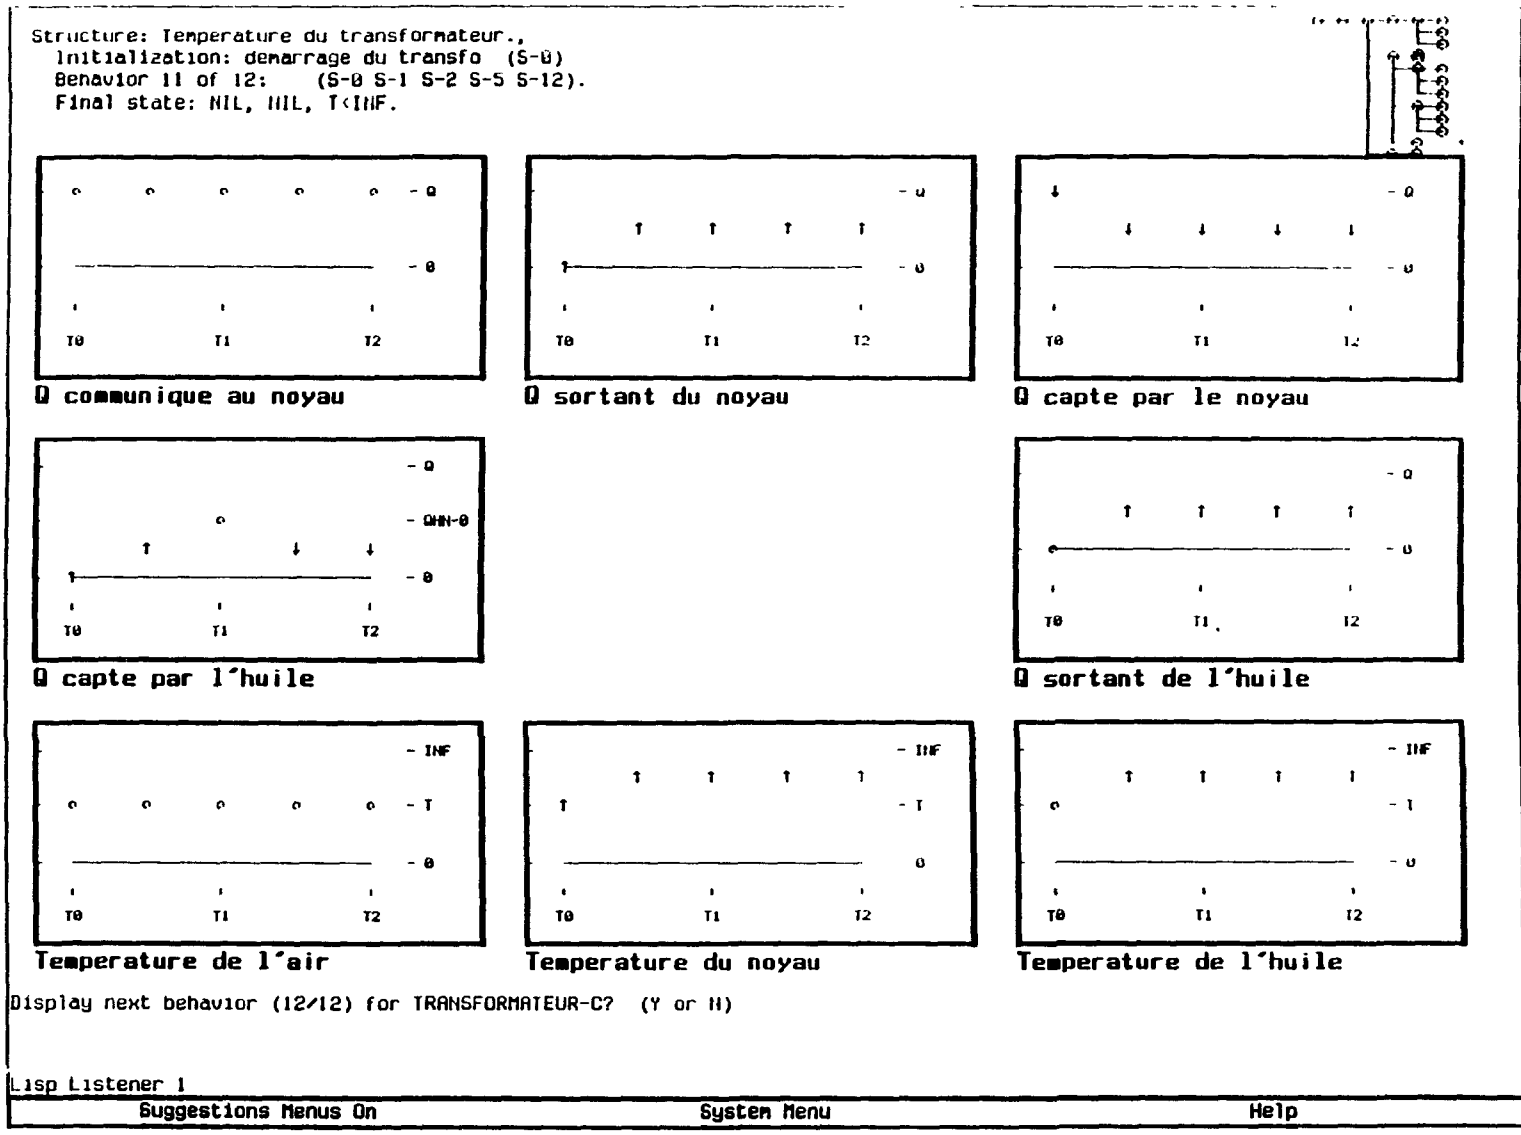 Structure: Temperature du transformateur.,
Initialization: demarrage du transfo (S-0)
Behavior 11 of 12: (S-0 S-1 S-2 S-5 S-12).
Final state: NIL, NIL, T<INF.
- Q
- 0
T0 T1 T2
Q communique au noyau
- Q
- 0
T0 T1 T2
Q sortant du noyau
- Q
- 0
T0 T1
Q capte par le noyau
- Q
- QHN-0
- 0
T0 T1 T2
Q capte par l'huile
- Q
- 0
T0 T1 T2
Q sortant de l'huile
- INF
- T
- 0
T0 T1 T2
Temperature de l'air
- INF
- T
0
T0 T1 T2
Temperature du noyau
- INF
- T
- 0
T0 T1 T2
Temperature de l'huile
Display next behavior (12/12) for TRANSFORMATEUR-C? (Y or N)
Lisp Listener 1
Suggestions Menus On System Menu Help